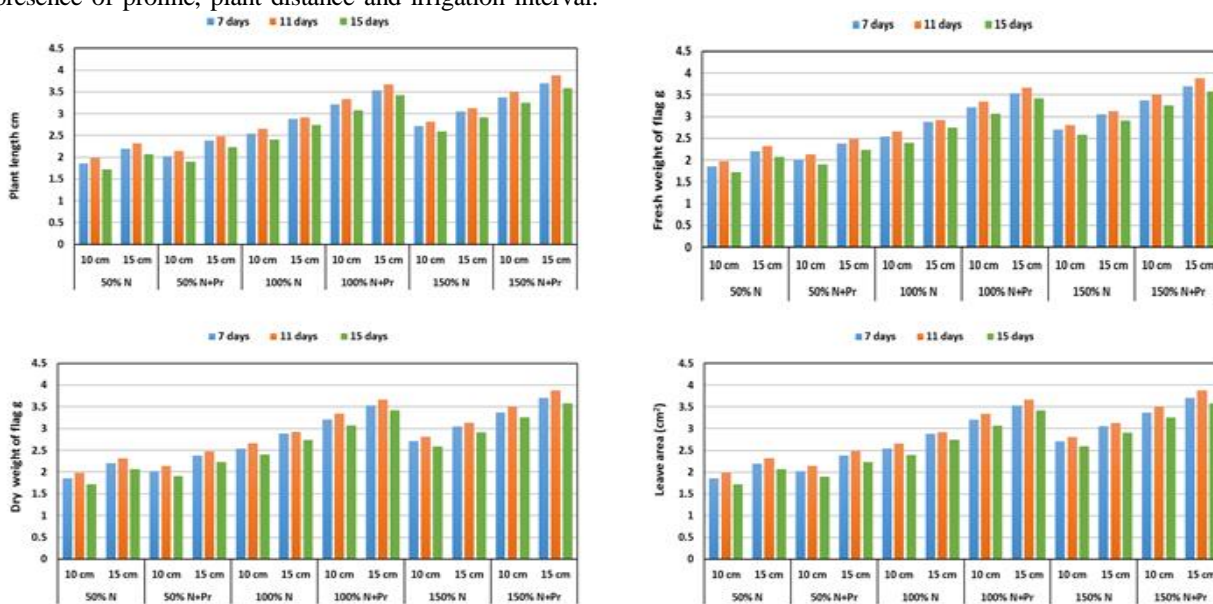 presence of proline, plant distance and irrigation interval.
7 days 11 days 15 days
Plant length cm
4.5
4
3.5
3
2.5
2
1.5
1
0.5
0
10 cm 15 cm 10 cm 15 cm 10 cm 15 cm 10 cm 15 cm 10 cm 15 cm 10 cm 15 cm
50% N 50% N+Pr 100% N 100% N+Pr 150% N 150% N+Pr
7 days 11 days 15 days
Fresh weight of flag g
4.5
4
3.5
3
2.5
2
1.5
1
0.5
0
10 cm 15 cm 10 cm 15 cm 10 cm 15 cm 10 cm 15 cm 10 cm 15 cm 10 cm 15 cm
50% N 50% N+Pr 100% N 100% N+Pr 150% N 150% N+Pr
7 days 11 days 15 days
Dry weight of flag g
4.5
4
3.5
3
2.5
2
1.5
1
0.5
0
10 cm 15 cm 10 cm 15 cm 10 cm 15 cm 10 cm 15 cm 10 cm 15 cm 10 cm 15 cm
50% N 50% N+Pr 100% N 100% N+Pr 150% N 150% N+Pr
7 days 11 days 15 days
Leave area (cm²)
4.5
4
3.5
3
2.5
2
1.5
1
0.5
0
10 cm 15 cm 10 cm 15 cm 10 cm 15 cm 10 cm 15 cm 10 cm 15 cm 10 cm 15 cm
50% N 50% N+Pr 100% N 100% N+Pr 150% N 150% N+Pr